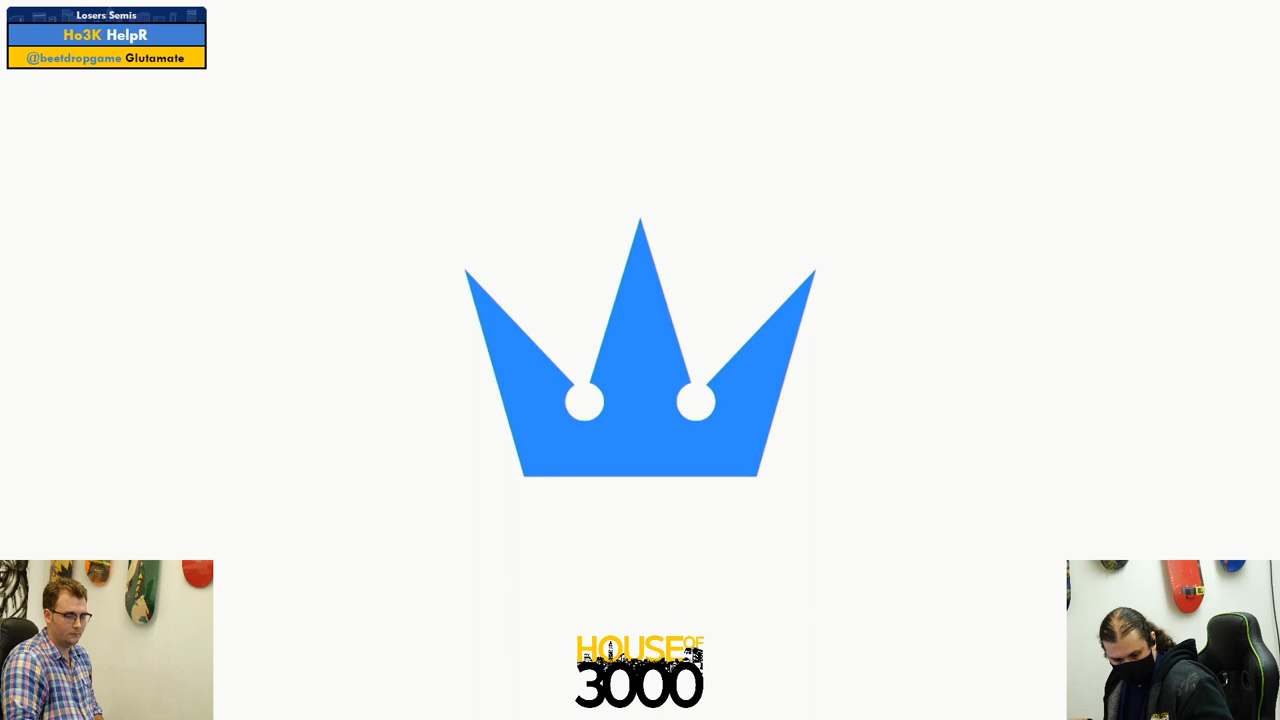 Losers Semis
Ho3K HelpR
@beetdropgame Glutamate
HOUSE OF
3000